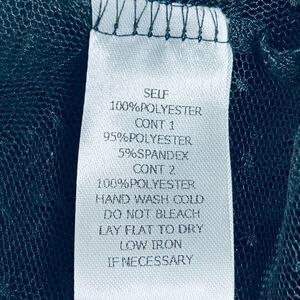 SELF
100%POLYESTER
CONT 1
95%POLYESTER
5%SPANDEX
CONT 2
100%POLYESTER
HAND WASH COLD
DO NOT BLEACH
LAY FLAT TO DRY
LOW IRON
IF NECESSARY